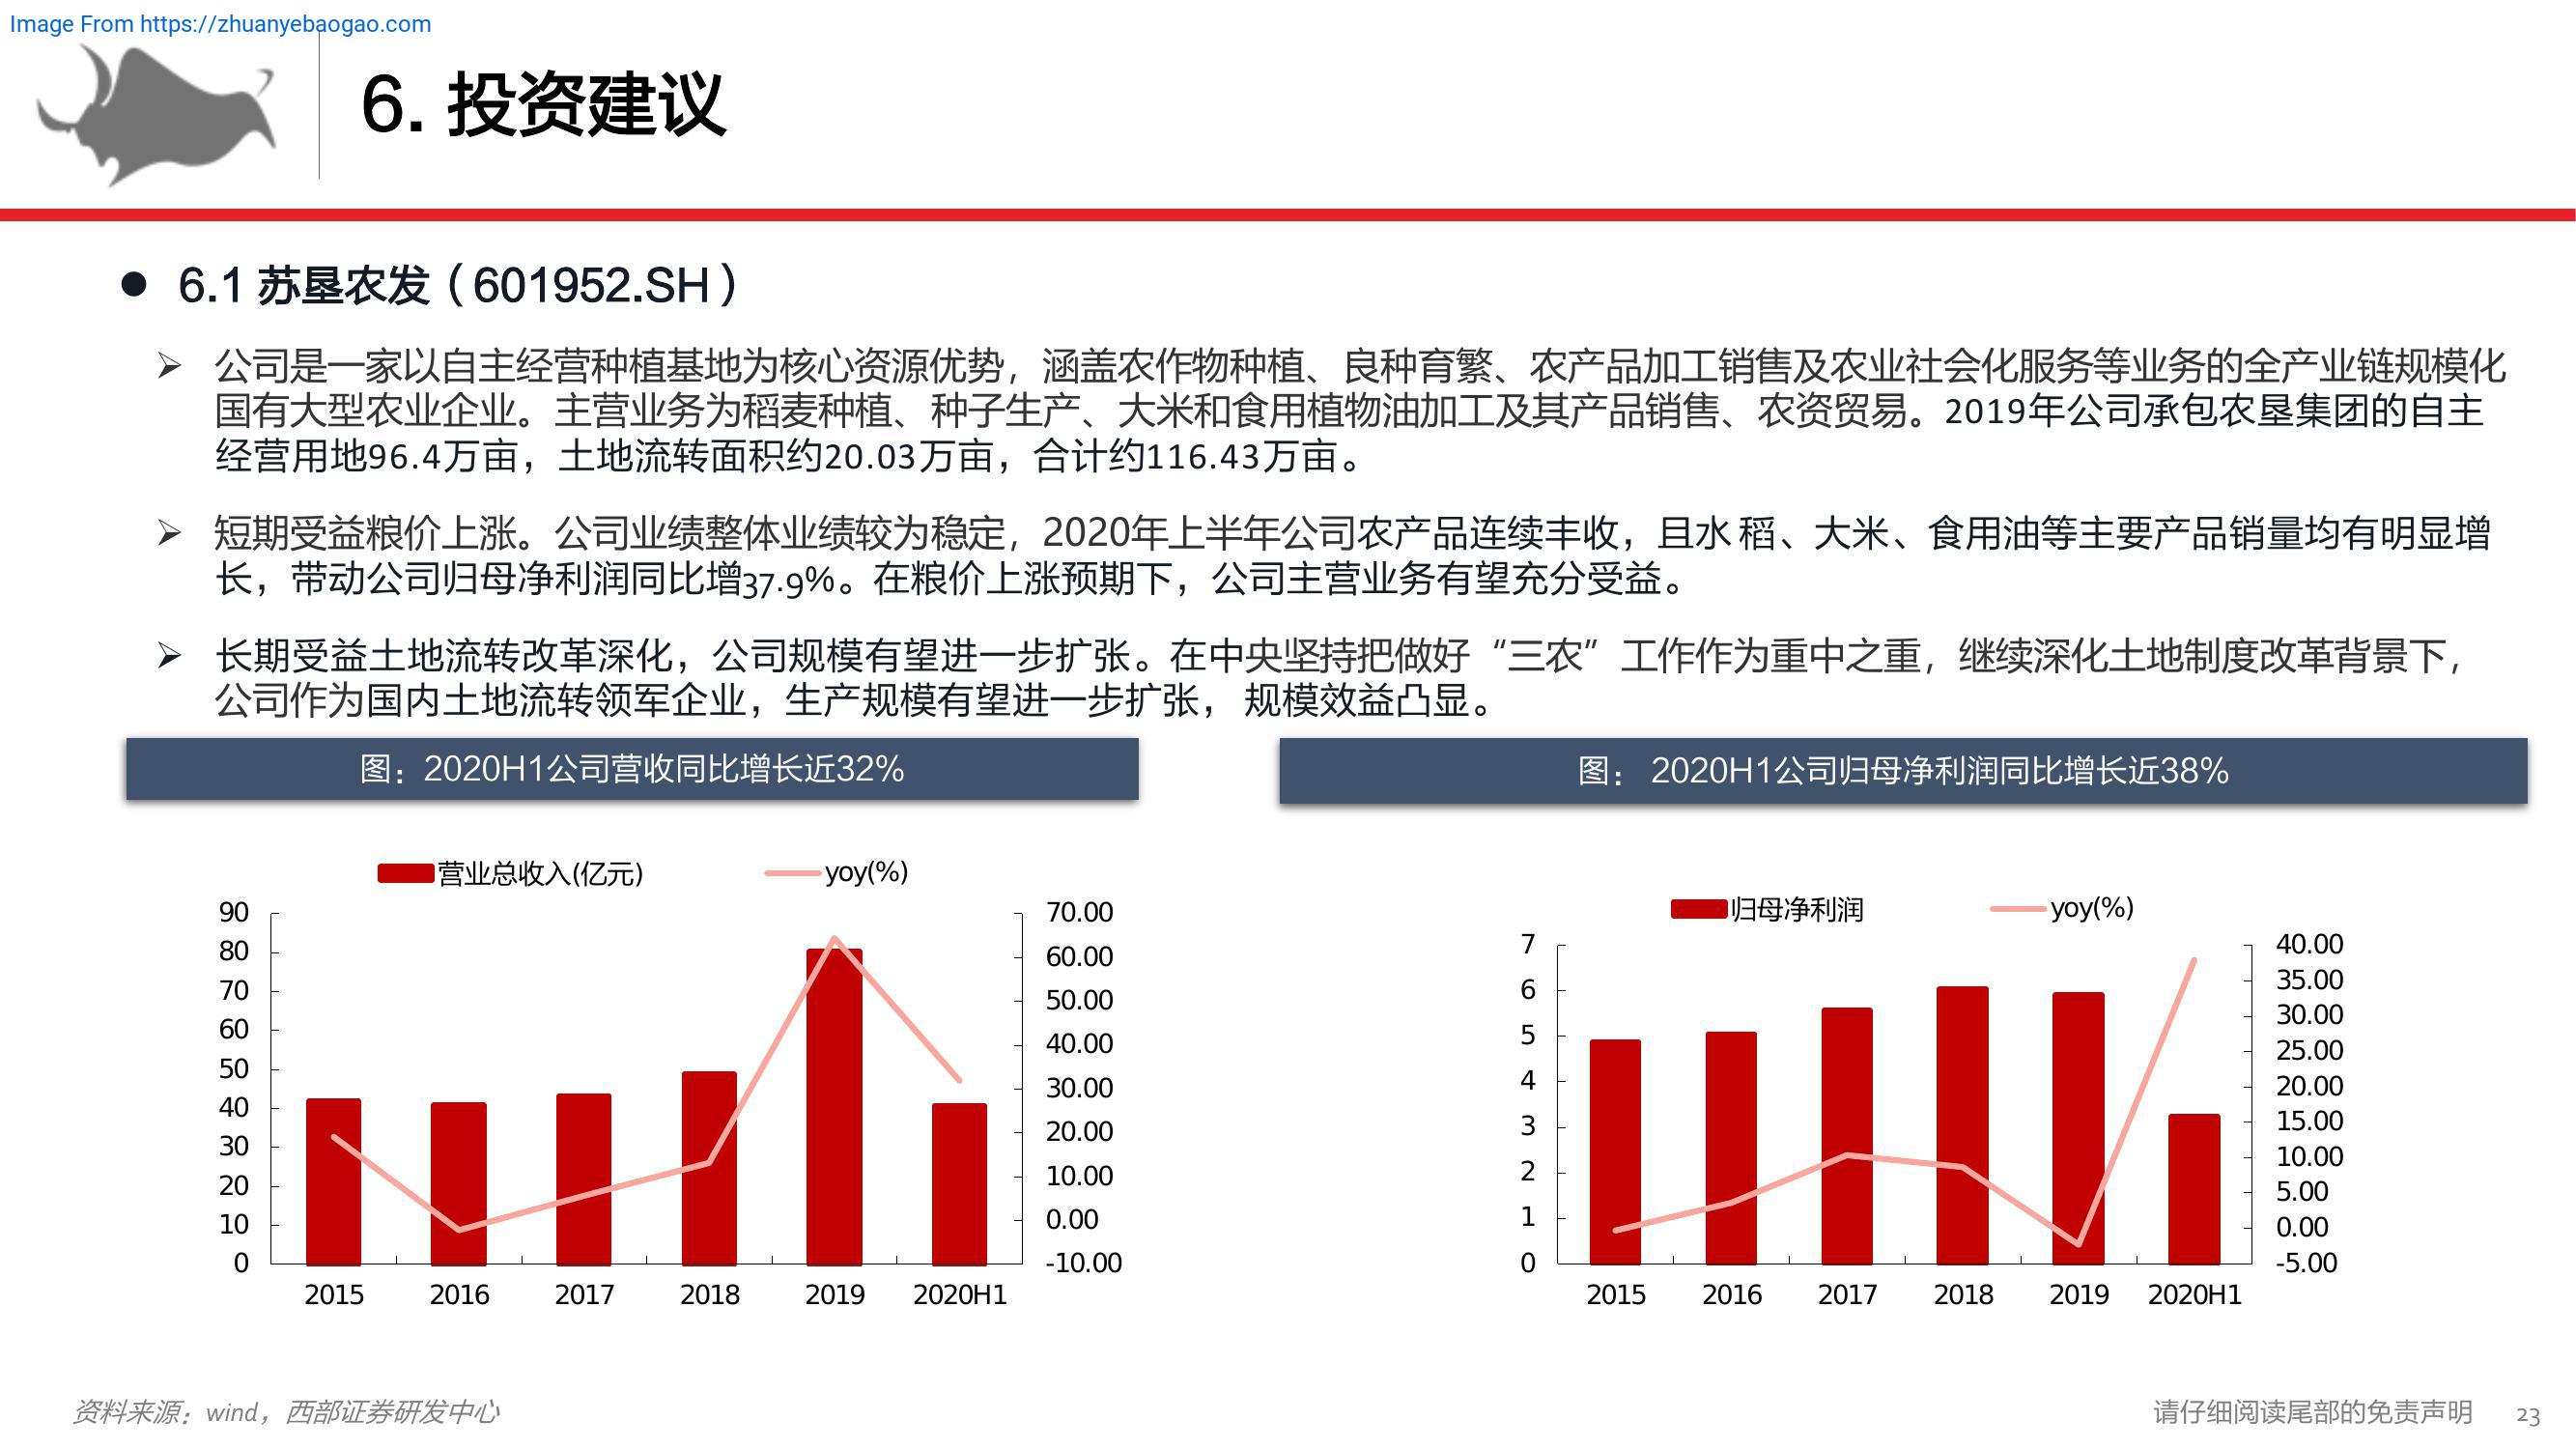 Image From https://zhuanyebaogao.com
6. 投资建议
● 6.1 苏垦农发（601952.SH）
➢ 公司是一家以自主经营种植基地为核心资源优势，涵盖农作物种植、良种育繁、农产品加工销售及农业社会化服务等业务的全产业链规模化
国有大型农业企业。主营业务为稻麦种植、种子生产、大米和食用植物油加工及其产品销售、农资贸易。2019年公司承包农垦集团的自主
经营用地96.4万亩，土地流转面积约20.03万亩，合计约116.43万亩。
➢ 短期受益粮价上涨。公司业绩整体业绩较为稳定，2020年上半年公司农产品连续丰收，且水 稻、大米、食用油等主要产品销量均有明显增
长，带动公司归母净利润同比增37.9%。在粮价上涨预期下，公司主营业务有望充分受益。
➢ 长期受益土地流转改革深化，公司规模有望进一步扩张。在中央坚持把做好“三农”工作作为重中之重，继续深化土地制度改革背景下，
公司作为国内土地流转领军企业，生产规模有望进一步扩张， 规模效益凸显。
图：2020H1公司营收同比增长近32%
营业总收入(亿元) yoy(%)
90 70.00
80 60.00
70 50.00
60 40.00
50 30.00
40 20.00
30 10.00
20 0.00
10 -10.00
0
2015 2016 2017 2018 2019 2020H1
图： 2020H1公司归母净利润同比增长近38%
归母净利润 yoy(%)
7 40.00
6 35.00
5 30.00
4 25.00
3 20.00
2 15.00
1 10.00
0 5.00
0.00
-5.00
2015 2016 2017 2018 2019 2020H1
资料来源：wind，西部证券研发中心
请仔细阅读尾部的免责声明 23